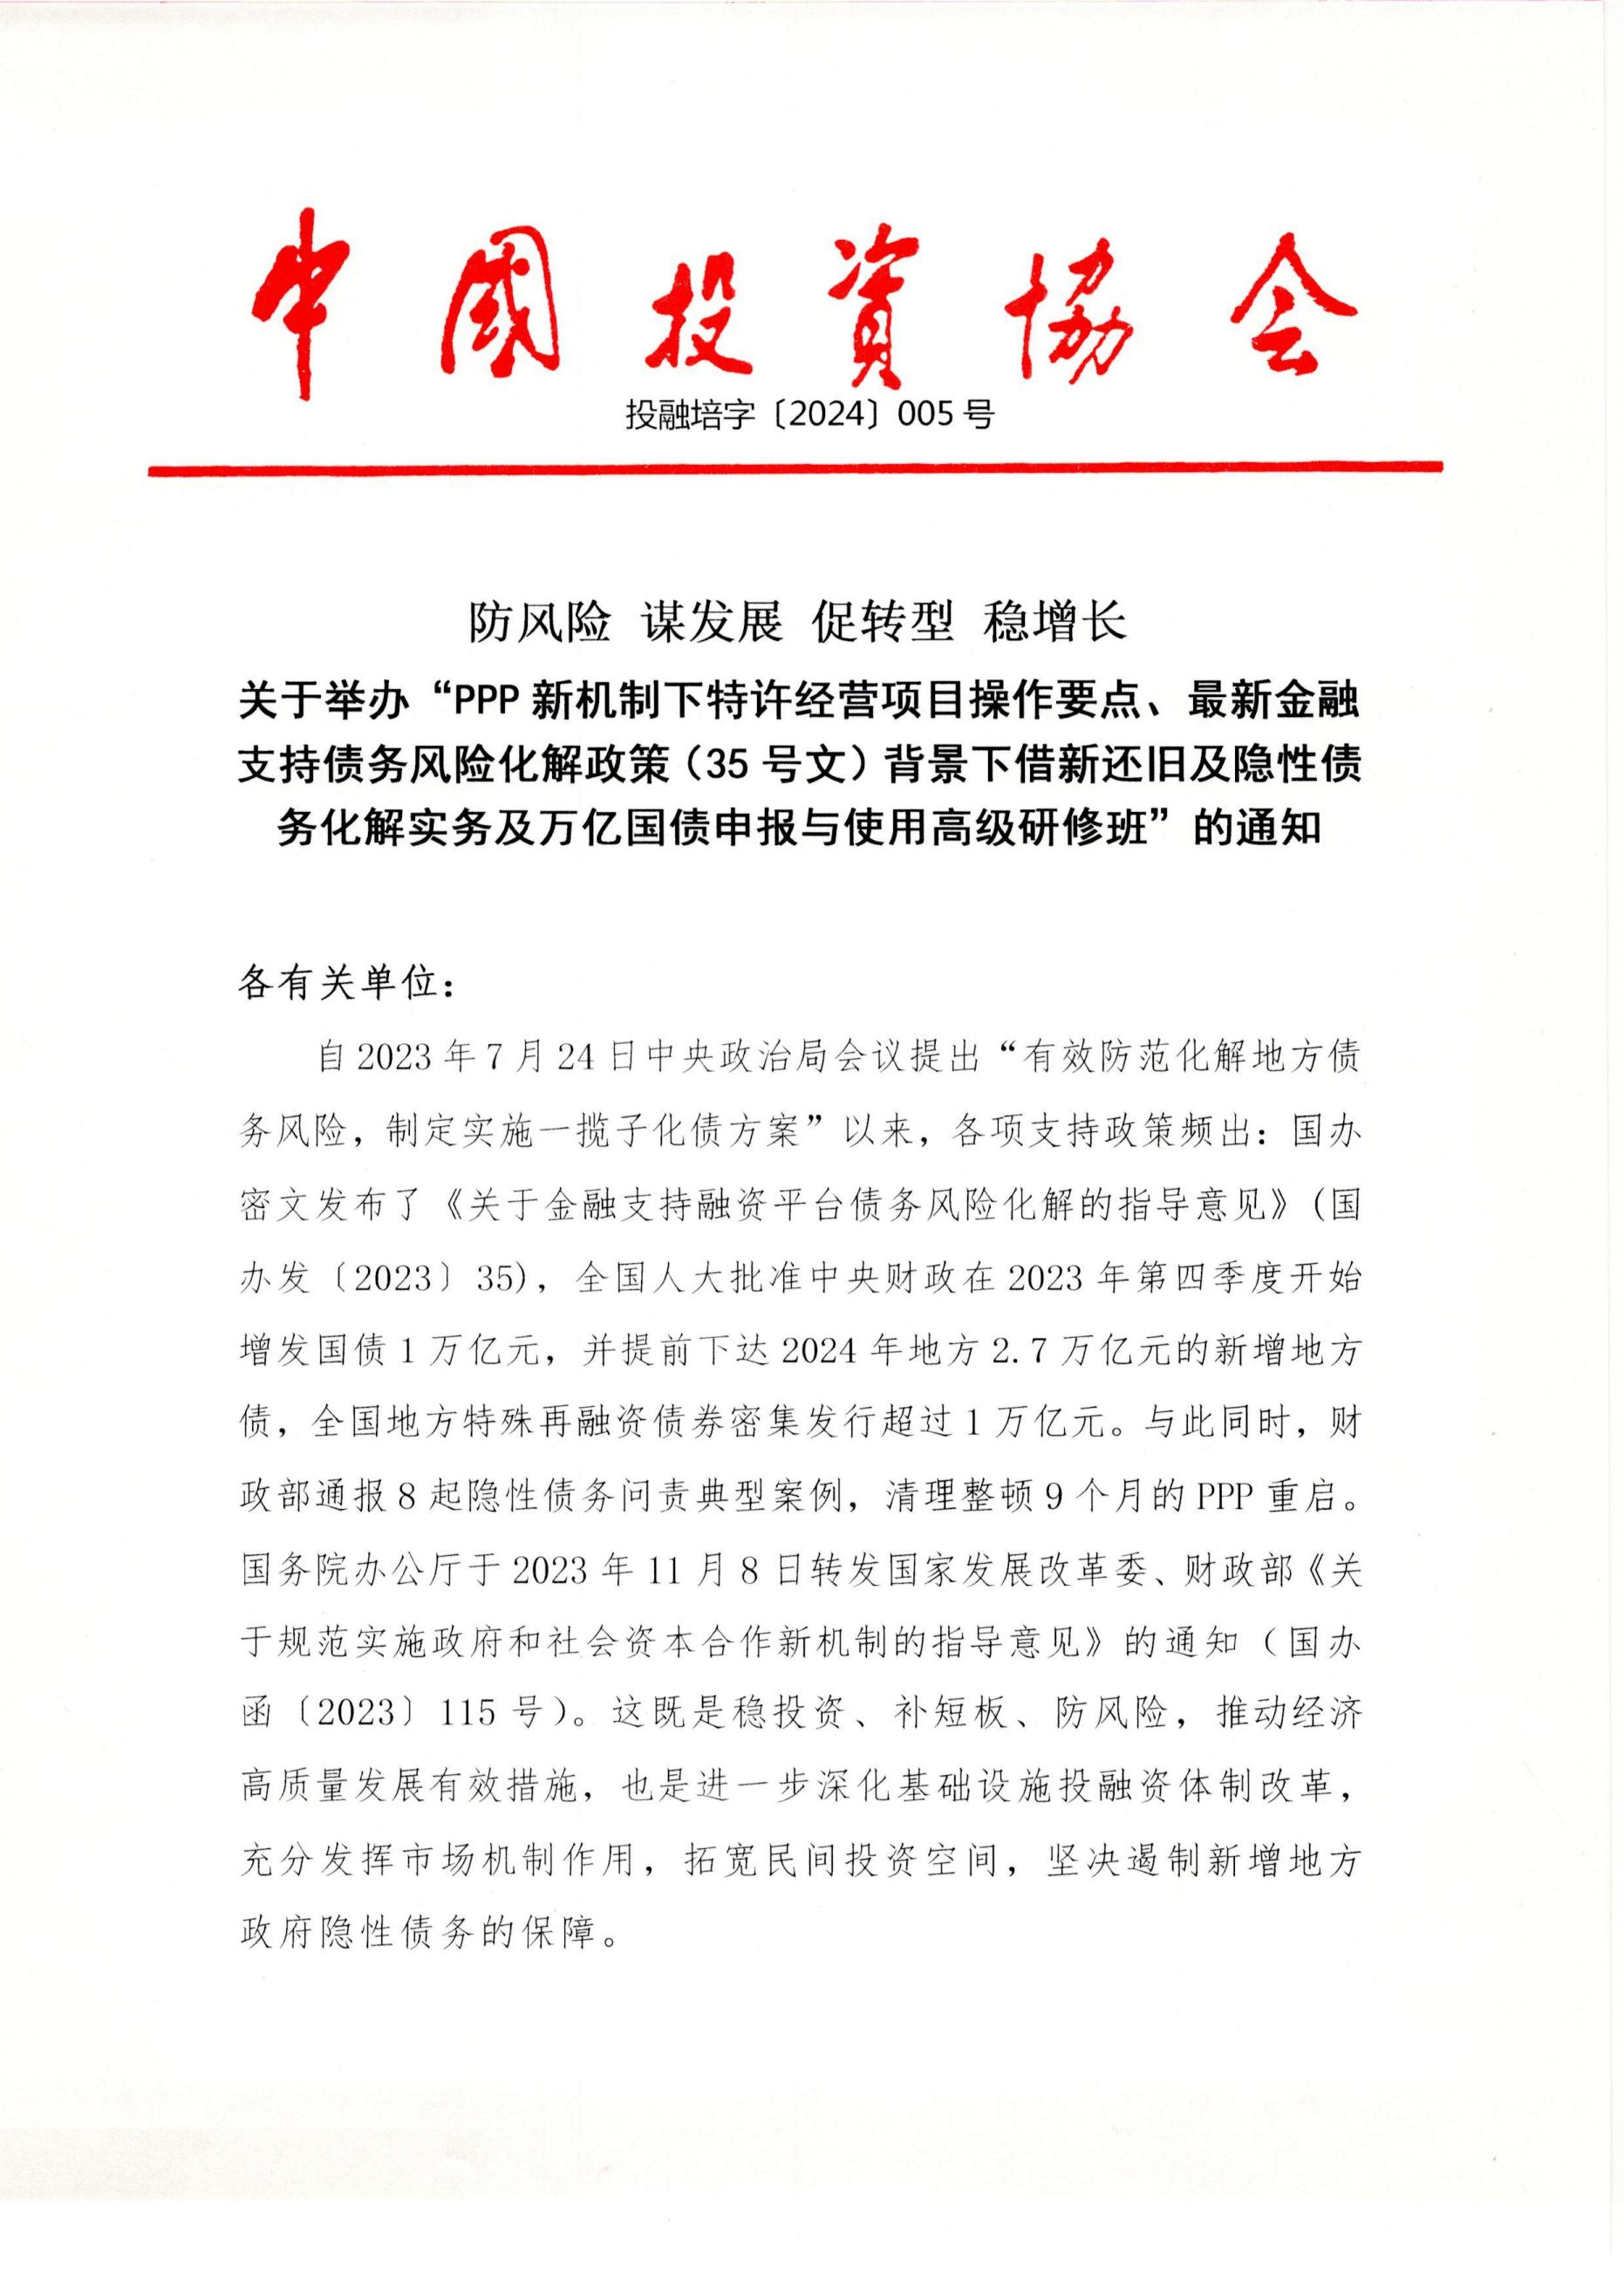 中國投資協会
投融培字〔2024〕005号
防风险 谋发展 促转型 稳增长
关于举办“PPP新机制下特许经营项目操作要点、最新金融
支持债务风险化解政策（35号文）背景下借新还旧及隐性债
务化解实务及万亿国债申报与使用高级研修班”的通知
各有关单位：
自2023年7月24日中央政治局会议提出“有效防范化解地方债
务风险，制定实施一揽子化债方案”以来，各项支持政策频出：国办
密文发布了《关于金融支持融资平台债务风险化解的指导意见》(国
办发〔2023〕35)，全国人大批准中央财政在2023年第四季度开始
增发国债1万亿元，并提前下达2024年地方2.7万亿元的新增地方
债，全国地方特殊再融资债券密集发行超过1万亿元。与此同时，财
政部通报8起隐性债务问责典型案例，清理整顿9个月的PPP重启。
国务院办公厅于2023年11月8日转发国家发展改革委、财政部《关
于规范实施政府和社会资本合作新机制的指导意见》的通知（国办
函〔2023〕115号)。这既是稳投资、补短板、防风险，推动经济
高质量发展有效措施，也是进一步深化基础设施投融资体制改革，
充分发挥市场机制作用，拓宽民间投资空间，坚决遏制新增地方
政府隐性债务的保障。